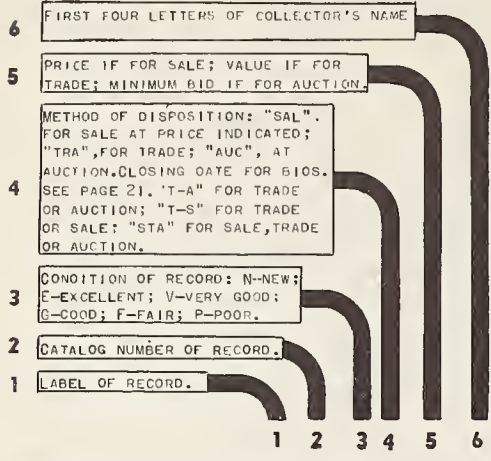 6 FIRST FOUR LETTERS OF COLLECTOR'S NAME
5 PRICE IF FOR SALE; VALUE IF FOR
TRADE; MINIMUM BID IF FOR AUCTION.
METHOD OF DISPOSITION: "SAL".
FOR SALE AT PRICE INDICATED;
"TRA",FOR TRADE; "AUC", AT
AUCTION.CLOSING DATE FOR BIOS.
4 SEE PAGE 21. 'T-A" FOR TRADE
OR AUCTION; "T-S" FOR TRADE
OR SALE; "STA" FOR SALE,TRADE
OR AUCTION.
CONDITION OF RECORD: N--NEW;
3 E-EXCELLENT; V-VERY GOOD;
G-COOD; F-FAIR; P-POOR.
2 CATALOG NUMBER OF RECORD.
1 LABEL OF RECORD.
1 2 3 4 5 6